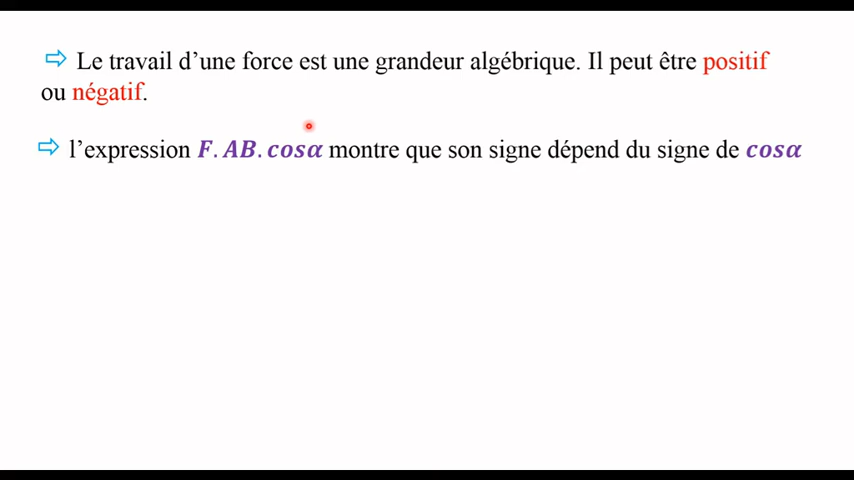 ⇨ Le travail d’une force est une grandeur algébrique. Il peut être positif
ou négatif.
⇨ l’expression F. AB. cosα montre que son signe dépend du signe de cosα